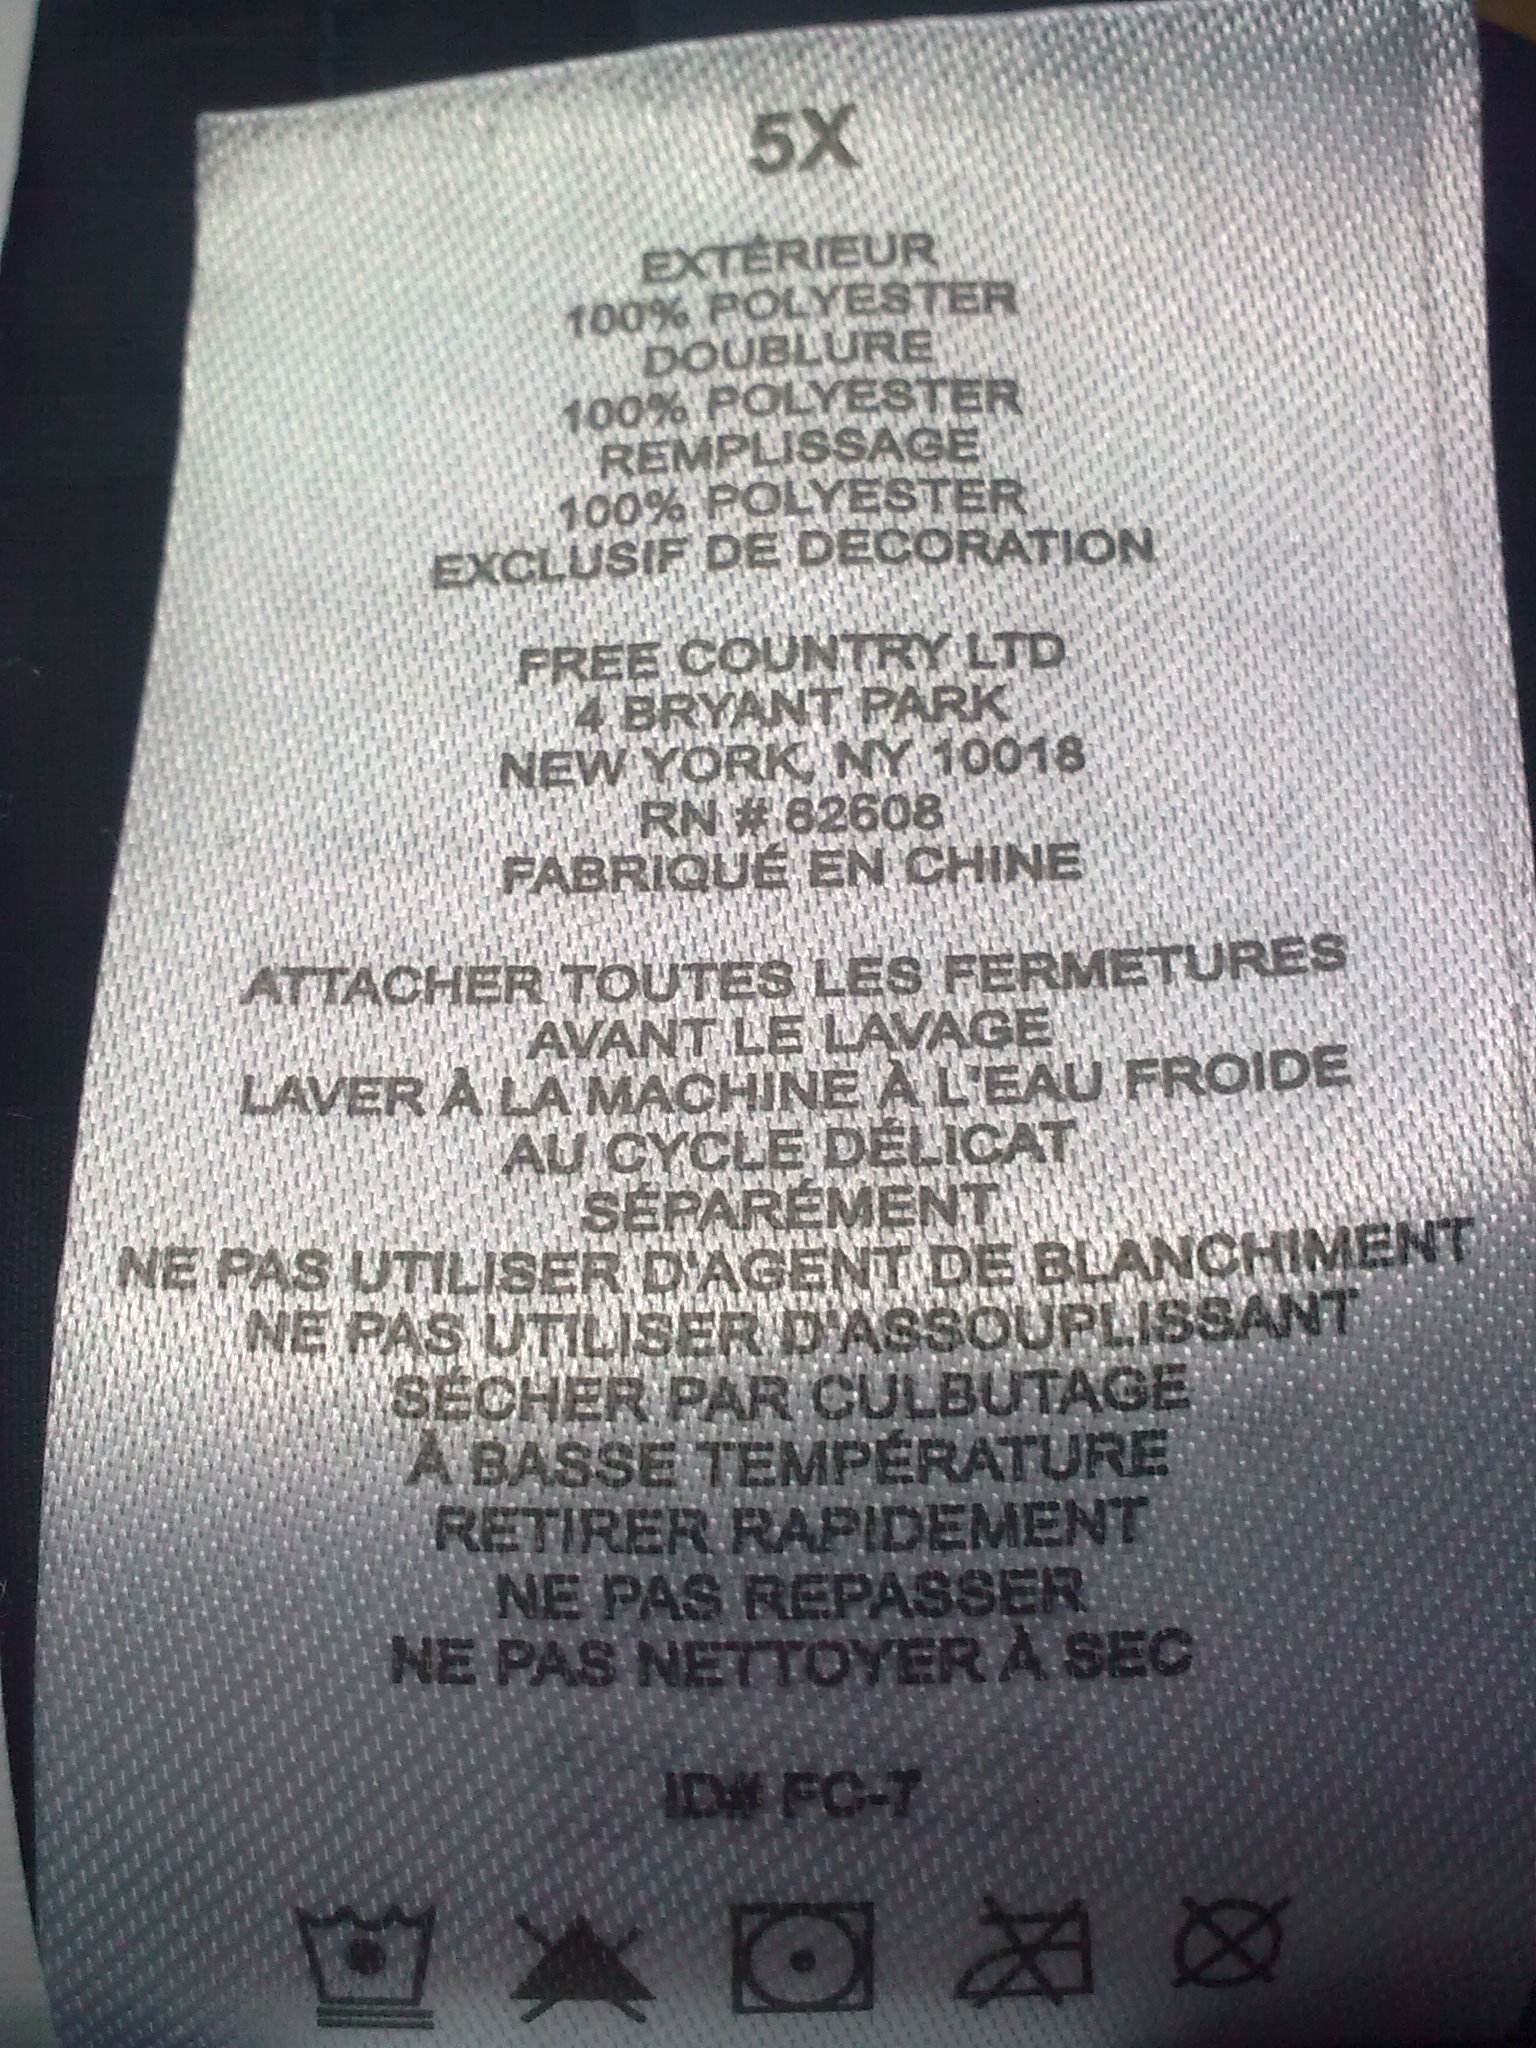 5X
EXTÉRIEUR
100% POLYESTER
DOUBLURE
100% POLYESTER
REMPLISSAGE
100% POLYESTER
EXCLUSIF DE DECORATION
FREE COUNTRY LTD
4 BRYANT PARK
NEW YORK, NY 10018
RN # 82608
FABRIQUÉ EN CHINE
ATTACHER TOUTES LES FERMETURES
AVANT LE LAVAGE
LAVER À LA MACHINE À L'EAU FROIDE
AU CYCLE DÉLICAT
SÉPARÉMENT
NE PAS UTILISER D'AGENT DE BLANCHIMENT
NE PAS UTILISER D'ASSOUPLISSANT
SÉCHER PAR CULBUTAGE
À BASSE TEMPÉRATURE
RETIRER RAPIDEMENT
NE PAS REPASSER
NE PAS NETTOYER À SEC
ID# FC-7